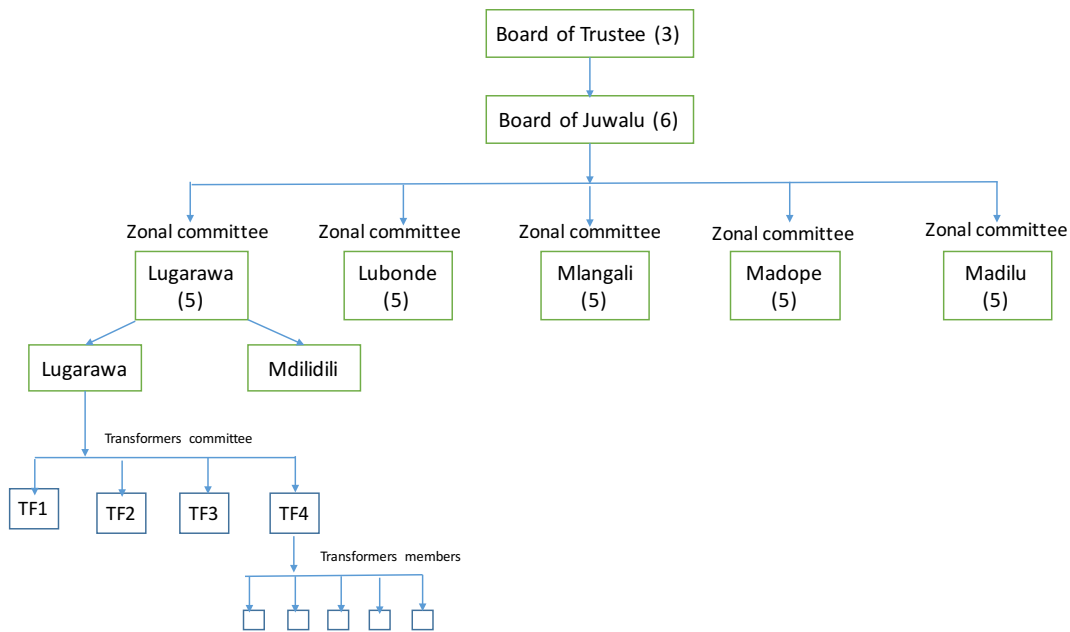 Board of Trustee (3)
Board of Juwalu (6)
Zonal committee
Zonal committee
Zonal committee
Zonal committee
Zonal committee
Lugarawa
(5)
Lubonde
(5)
Mlangali
(5)
Madope
(5)
Madilu
(5)
Lugarawa
Mdilidili
Transformers committee
TF1
TF2
TF3
TF4
Transformers members